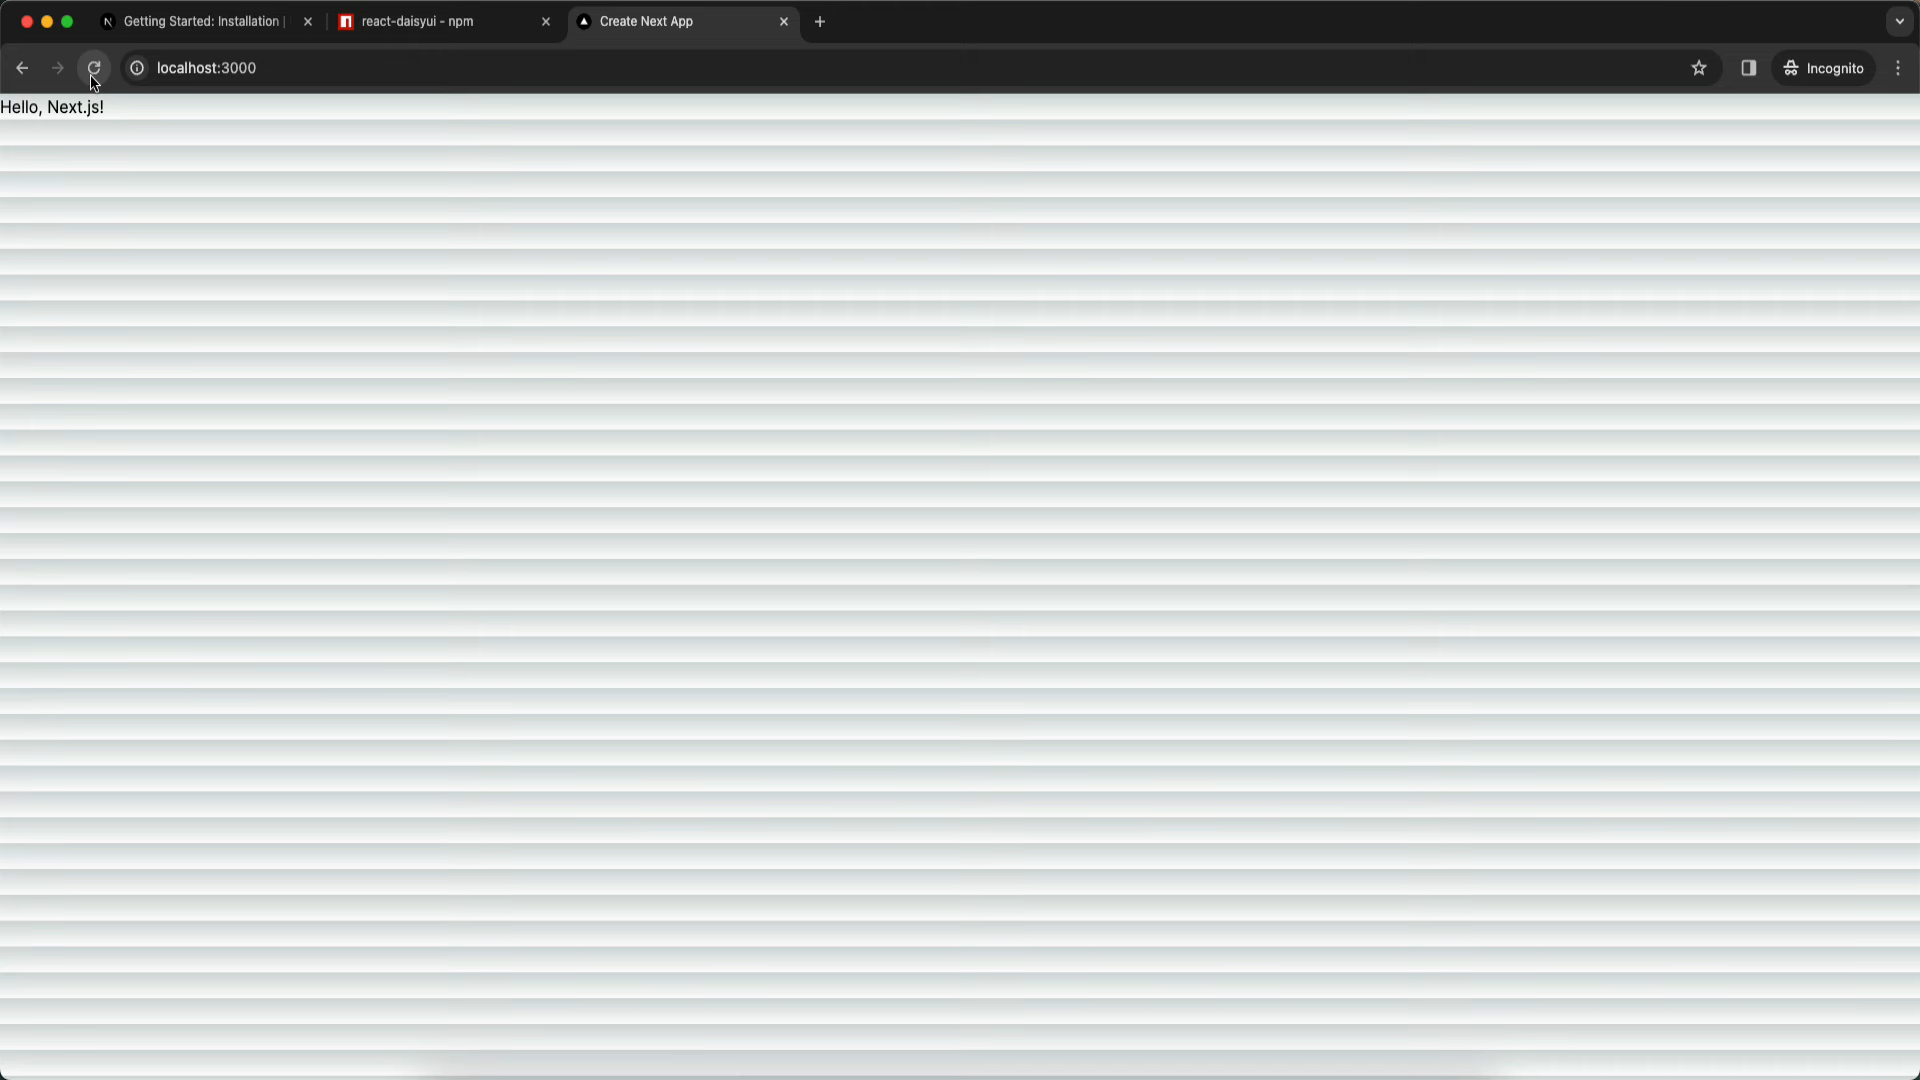 Getting Started: Installation |
react-daisyui - npm
Create Next App
localhost:3000
Incognito
Hello, Next.js!